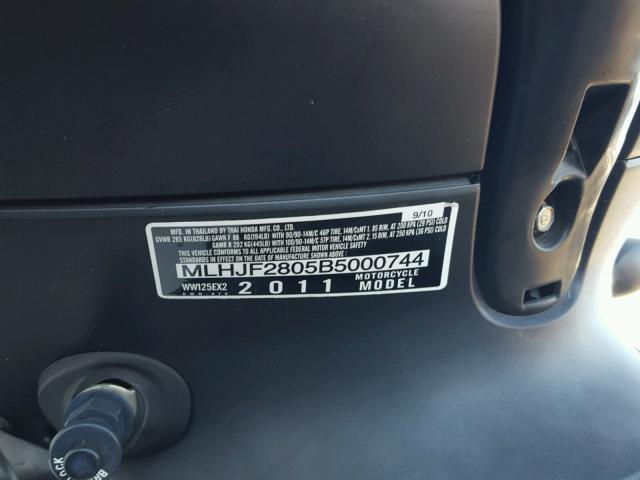 9/10
MFD. IN THAILAND BY THAI HONDA MFG. CO., LTD.
GVWR 285 KG(628LB) GAWR F 88 KG(194LB) WITH 90/90-14M/C 46P TIRE, 14M/CxMT 1. 85 RIM, AT 200 KPA (29 PSI) COLD
GAWR R 202 KG(445LB) WITH 100/90-14M/C 57P TIRE, 14M/CxMT 2. 15 RIM, AT 250 KPA (36 PSI) COLD
THIS VEHICLE CONFORMS TO ALL APPLICABLE FEDERAL MOTOR VEHICLE SAFETY
STANDARDS IN EFFECT ON THE DATE OF MANUFACTURE SHOWN ABOVE.
MLHJF2805B5000744
WW125EX2 2011 MOTORCYCLE MODEL